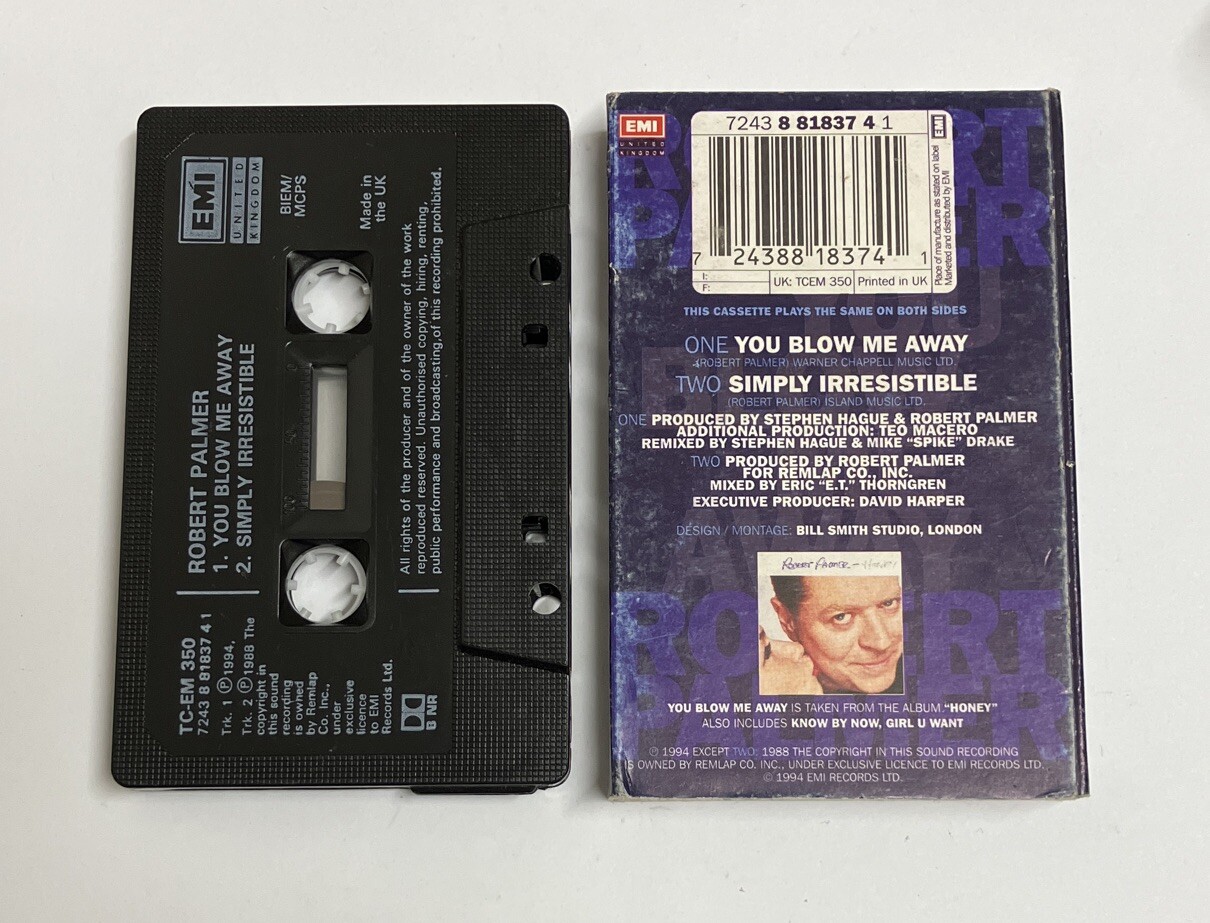 EMI
UNITED
KINGDOM
BIEM/
MCPS
Made in
the UK
ROBERT PALMER
1. YOU BLOW ME AWAY
2. SIMPLY IRRESISTIBLE
All rights of the producer and of the owner of the work
reproduced reserved. Unauthorised copying, hiring, renting,
public performance and broadcasting of this recording prohibited.
TC-EM 350
7243 8 81837 4 1
Trk. 1 Ⓟ 1994,
Trk. 2 Ⓟ 1988 The
copyright in
this sound
recording
is owned
by Remlap
Co. Inc.,
under
exclusive
licence
to EMI
Records Ltd.
B NR
EMI
UNITED
KINGDOM
ROBERT
PALMER
7243 8 81837 4 1
7 24388 18374 1
I:
F:
UK: TCEM 350
Printed in UK
EMI
Place of manufacture as stated on label
Marketed and distributed by EMI
YOU
THIS CASSETTE PLAYS THE SAME ON BOTH SIDES
ONE YOU BLOW ME AWAY
(ROBERT PALMER) WARNER CHAPPELL MUSIC LTD.
TWO SIMPLY IRRESISTIBLE
(ROBERT PALMER) ISLAND MUSIC LTD.
ONE PRODUCED BY STEPHEN HAGUE & ROBERT PALMER
ADDITIONAL PRODUCTION: TEO MACERO
REMIXED BY STEPHEN HAGUE & MIKE “SPIKE” DRAKE
TWO PRODUCED BY ROBERT PALMER
FOR REMLAP CO., INC.
MIXED BY ERIC “E.T.” THORNGREN
EXECUTIVE PRODUCER: DAVID HARPER
DESIGN / MONTAGE: BILL SMITH STUDIO, LONDON
ROBERT PALMER - HONEY
ROBERT
PALMER
YOU BLOW ME AWAY IS TAKEN FROM THE ALBUM “HONEY”
ALSO INCLUDES KNOW BY NOW, GIRL U WANT
Ⓟ 1994 EXCEPT TWO: 1988 THE COPYRIGHT IN THIS SOUND RECORDING
IS OWNED BY REMLAP CO. INC., UNDER EXCLUSIVE LICENCE TO EMI RECORDS LTD.
© 1994 EMI RECORDS LTD.